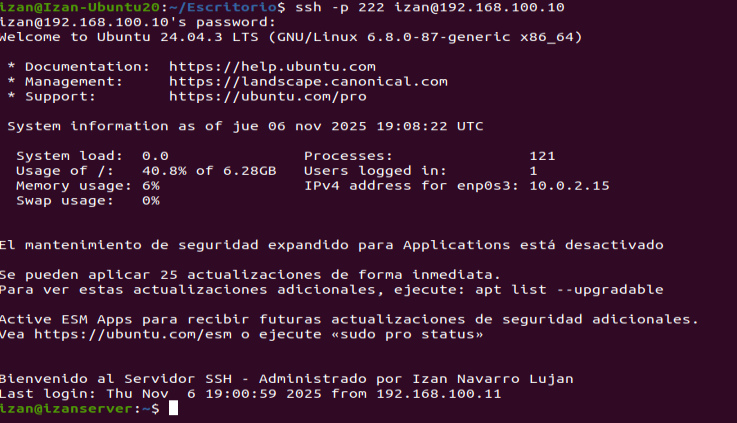 izan@Izan-Ubuntu20:~/Escritorio$ ssh -p 222 izan@192.168.100.10
izan@192.168.100.10's password:
Welcome to Ubuntu 24.04.3 LTS (GNU/Linux 6.8.0-87-generic x86_64)
* Documentation:  https://help.ubuntu.com
* Management:     https://landscape.canonical.com
* Support:        https://ubuntu.com/pro
System information as of jue 06 nov 2025 19:08:22 UTC
System load:  0.0                Processes:             121
Usage of /:   40.8% of 6.28GB   Users logged in:       1
Memory usage: 6%                 IPv4 address for enp0s3: 10.0.2.15
Swap usage:   0%
El mantenimiento de seguridad expandido para Applications está desactivado
Se pueden aplicar 25 actualizaciones de forma inmediata.
Para ver estas actualizaciones adicionales, ejecute: apt list --upgradable
Active ESM Apps para recibir futuras actualizaciones de seguridad adicionales.
Vea https://ubuntu.com/esm o ejecute «sudo pro status»
Bienvenido al Servidor SSH - Administrado por Izan Navarro Lujan
Last login: Thu Nov  6 19:00:59 2025 from 192.168.100.11
izan@izanserver:~$